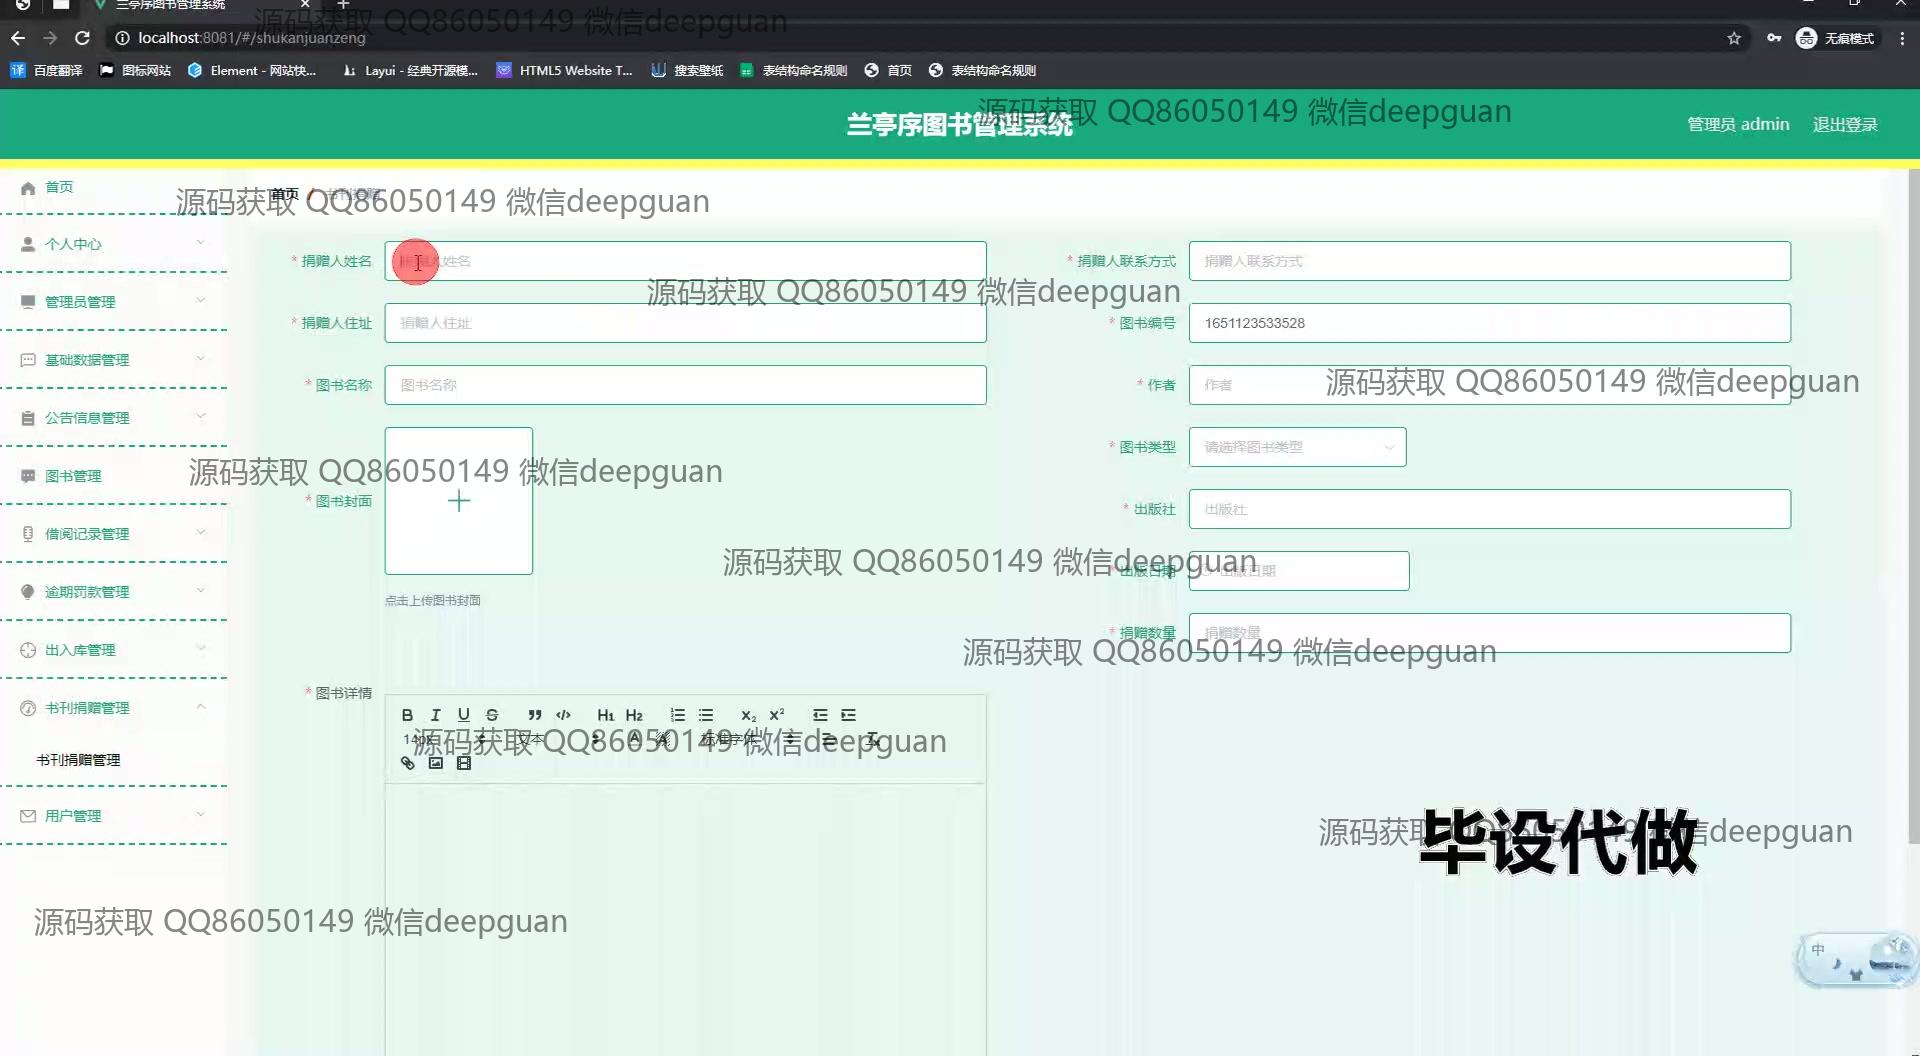 兰亭序图书管理系统
源码获取 QQ86050149 微信deepguan
localhost:8081/#/shukanjuanzeng
无痕模式
百度翻译
图标网站
Element - 网站快...
Layui - 经典开源模...
HTML5 Website T...
搜索壁纸
表结构命名规则
首页
表结构命名规则
源码获取 QQ86050149 微信deepguan
兰亭序图书管理系统
管理员 admin
退出登录
首页
个人中心
管理员管理
基础数据管理
公告信息管理
图书管理
借阅记录管理
逾期罚款管理
出入库管理
书刊捐赠管理
书刊捐赠管理
用户管理
首页 / 书刊捐赠
源码获取 QQ86050149 微信deepguan
* 捐赠人姓名
捐赠人姓名
* 捐赠人联系方式
捐赠人联系方式
源码获取 QQ86050149 微信deepguan
* 捐赠人住址
捐赠人住址
* 图书编号
1651123533528
* 图书名称
图书名称
* 作者
作者
源码获取 QQ86050149 微信deepguan
* 图书封面
点击上传图书封面
* 图书类型
请选择图书类型
源码获取 QQ86050149 微信deepguan
* 出版社
出版社
* 出版日期
出版日期
源码获取 QQ86050149 微信deepguan
* 捐赠数量
捐赠数量
源码获取 QQ86050149 微信deepguan
* 图书详情
B I U S H1 H2 X₂ X²
14px 文本 标准字体
源码获取 QQ86050149 微信deepguan
源码获取 QQ86050149 微信deepguan
毕设代做
源码获取 QQ86050149 微信deepguan
中